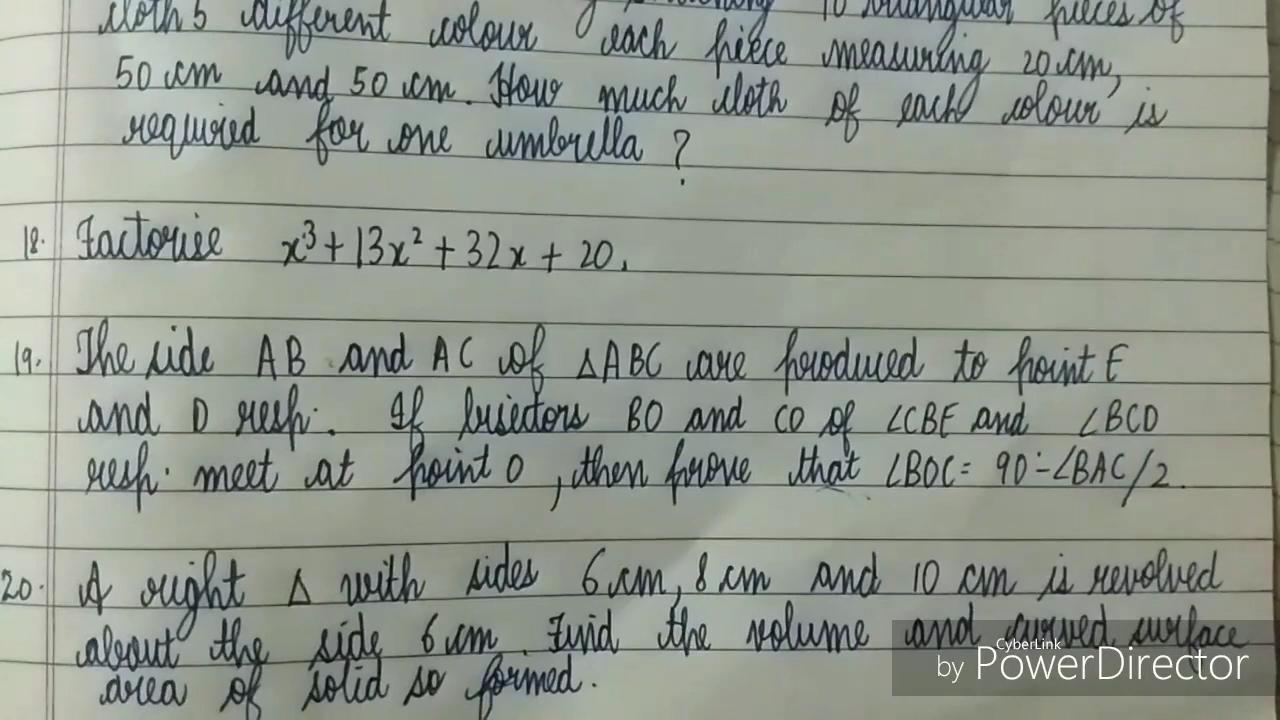 cloth 5 different colour each piece measuring 20 cm,
50 cm and 50 cm. How much cloth of each colour is
required for one umbrella ?
18. Factorise x³ + 13x² + 32x + 20.
19. The side AB and AC of △ABC are produced to point E
and D resp. If bisectors BO and CO of ∠CBE and ∠BCD
resp. meet at point O, then prove that ∠BOC = 90°-∠BAC/2.
20. A right △ with sides 6 cm, 8 cm and 10 cm is revolved
about the side 6 cm. Find the volume and curved surface
area of solid so formed.
CyberLink
by PowerDirector